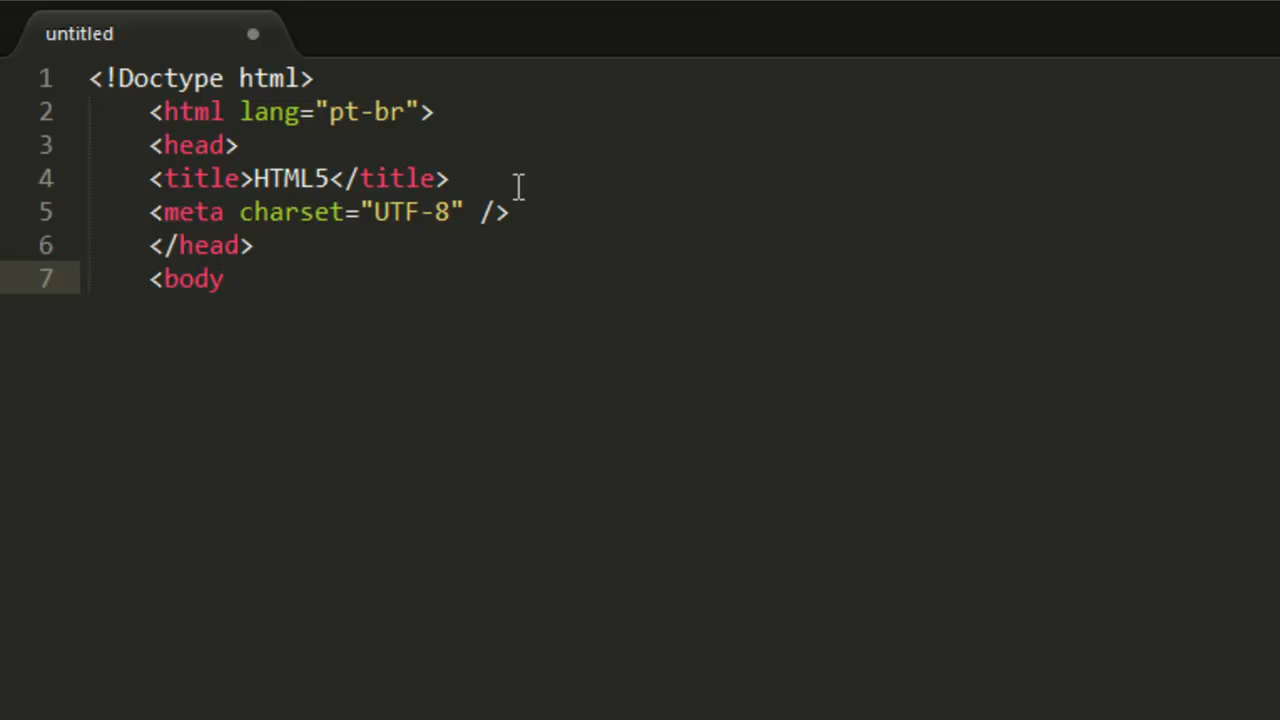 untitled
1 <!Doctype html>
2 <html lang="pt-br">
3 <head>
4 <title>HTML5</title>
5 <meta charset="UTF-8" />
6 </head>
7 <body